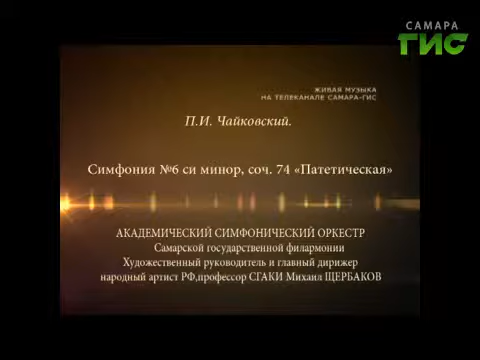 САМАРА
ГИС
ЖИВАЯ МУЗЫКА
НА ТЕЛЕКАНАЛЕ САМАРА-ГИС
П.И. Чайковский.
Симфония №6 си минор, соч. 74 «Патетическая»
АКАДЕМИЧЕСКИЙ СИМФОНИЧЕСКИЙ ОРКЕСТР
Самарской государственной филармонии
Художественный руководитель и главный дирижер
народный артист РФ,профессор СГАКИ Михаил ЩЕРБАКОВ